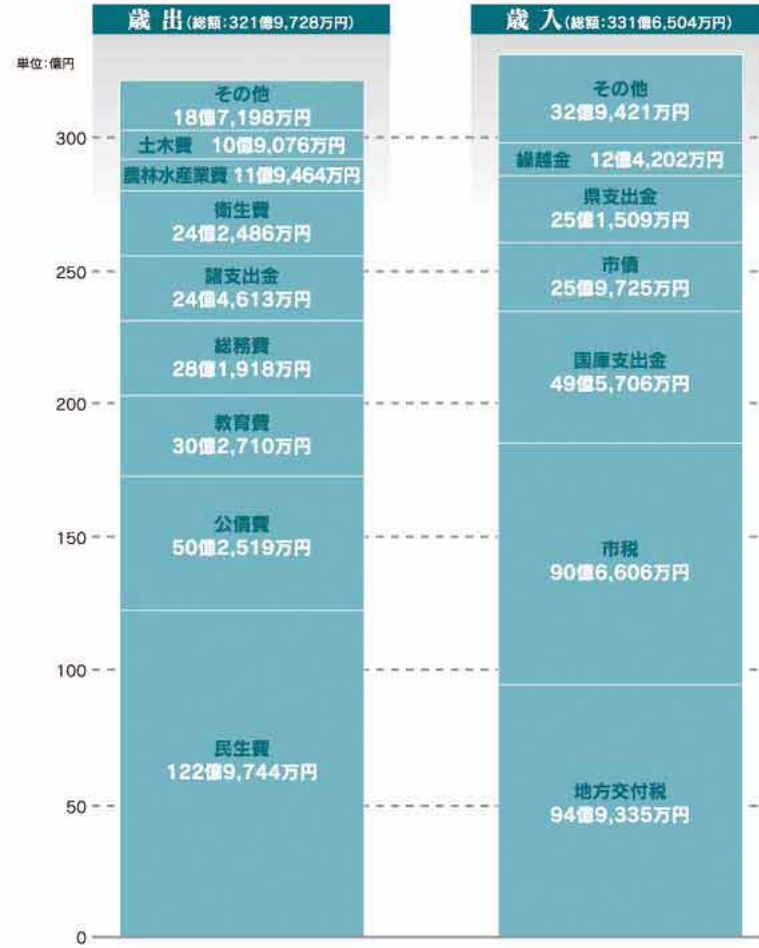 歳出(総額:321億9,728万円)
単位:億円
300
250
200
150
100
50
0
その他
18億7,198万円
土木費 10億9,076万円
農林水産業費 11億9,464万円
衛生費
24億2,486万円
諸支出金
24億4,613万円
総務費
28億1,918万円
教育費
30億2,710万円
公債費
50億2,519万円
民生費
122億9,744万円
歳入(総額:331億6,504万円)
その他
32億9,421万円
繰越金 12億4,202万円
県支出金
25億1,509万円
市債
25億9,725万円
国庫支出金
49億5,706万円
市税
90億6,606万円
地方交付税
94億9,335万円